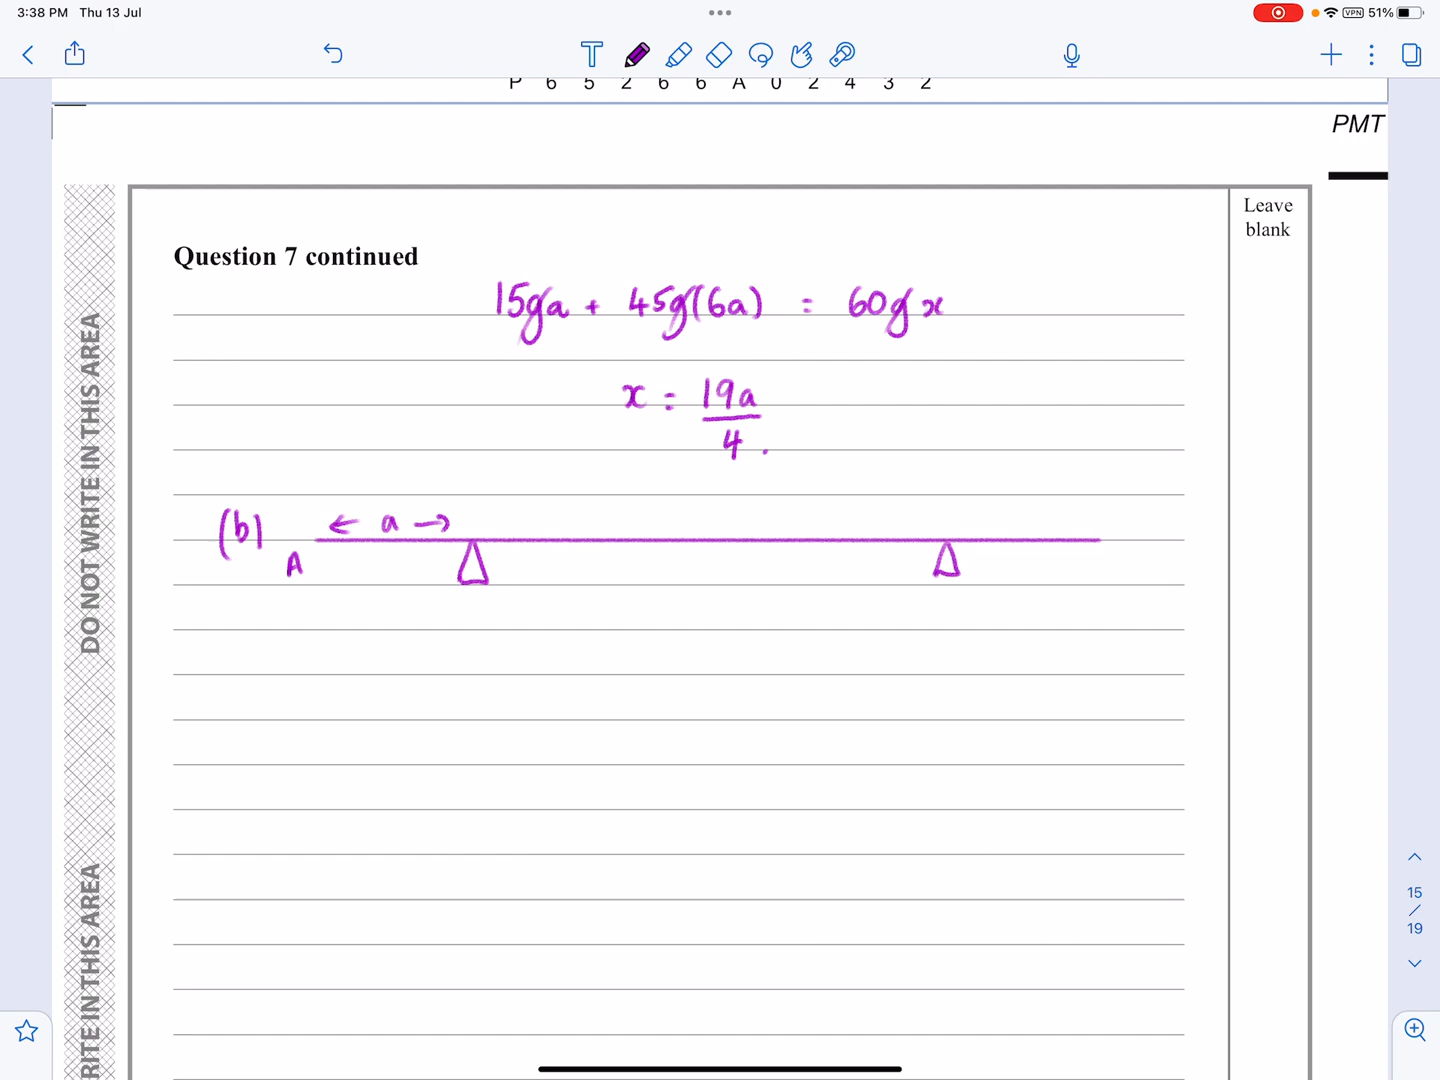 3:38 PM Thu 13 Jul
VPN 51%
P 6 5 2 6 6 A 0 2 4 3 2
PMT
Leave
blank
DO NOT WRITE IN THIS AREA
Question 7 continued
15ga + 45g(6a) = 60gx
x = 19a
4.
(b) ← a →
A
15
/
19
RITE IN THIS AREA